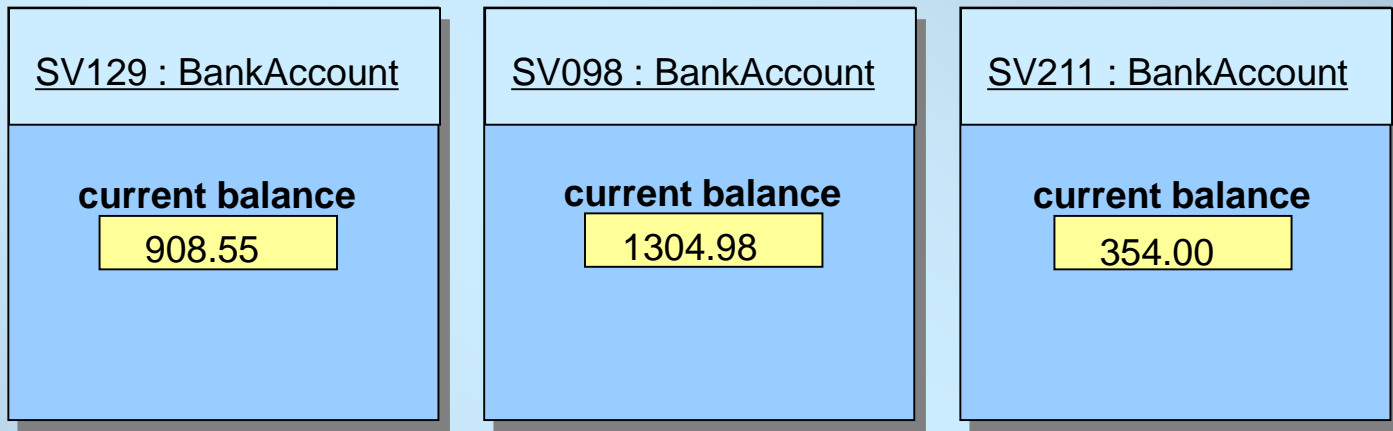 SV129 : BankAccount
current balance
908.55
SV098 : BankAccount
current balance
1304.98
SV211 : BankAccount
current balance
354.00